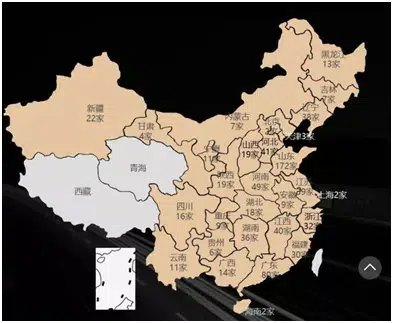 黑龙江
13家
吉林
7家
辽宁
38家
新疆
22家
内蒙古
7家
甘肃
4家
北京
天津3家
河北
41家
山西
19家
山东
172家
青海
11家
陕西
19家
河南
49家
江苏
西藏
上海2家
安徽
9家
四川
16家
重庆
9家
湖北
18家
浙江
32家
湖南
36家
江西
40家
贵州
6家
福建
30家
云南
11家
广西
14家
广东
80家
海南2家